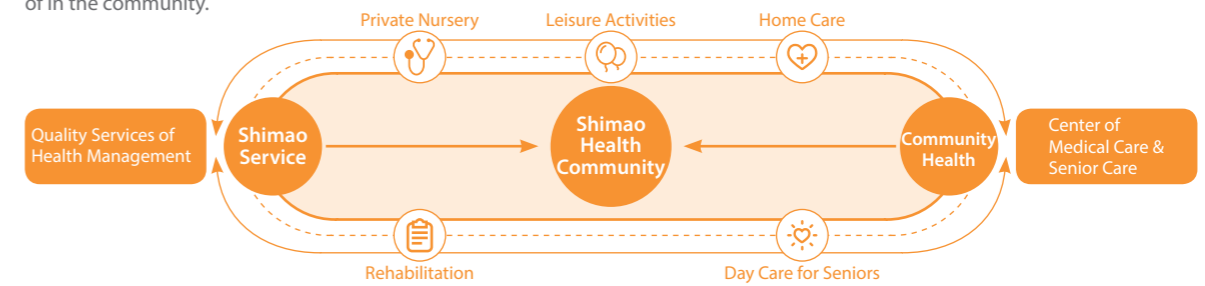 of in the community.
Private Nursery
Leisure Activities
Home Care
Quality Services of
Health Management
Shimao
Service
Shimao
Health
Community
Community
Health
Center of
Medical Care &
Senior Care
Rehabilitation
Day Care for Seniors